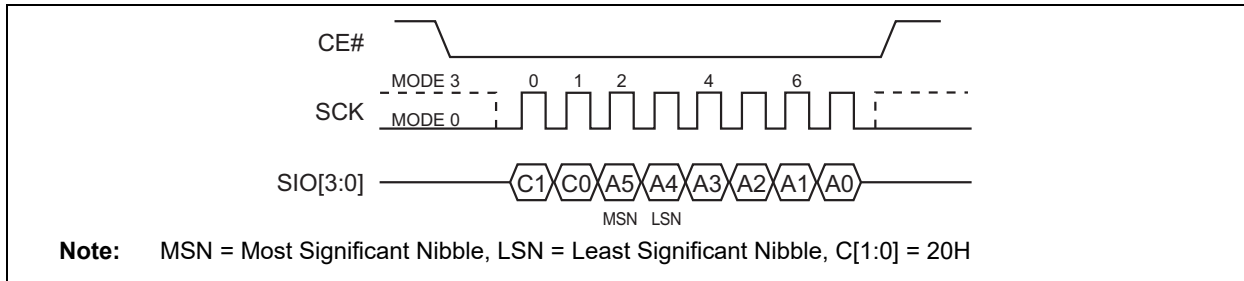 CE#
MODE 3 0 1 2 4 6
SCK
MODE 0
SIO[3:0] C1 C0 A5 A4 A3 A2 A1 A0
MSN LSN
Note: MSN = Most Significant Nibble, LSN = Least Significant Nibble, C[1:0] = 20H